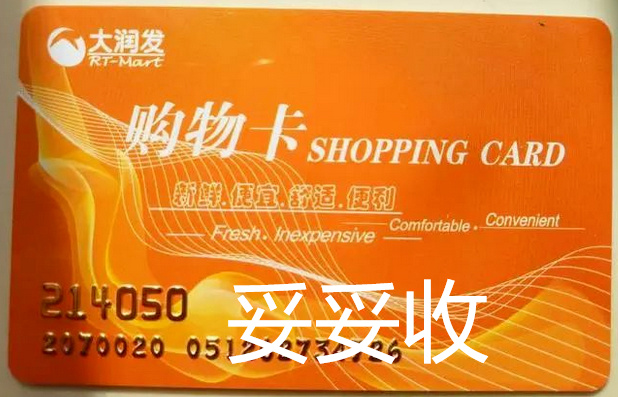 大润发
RT-Mart
购物卡 SHOPPING CARD
新鲜.便宜.舒适.便利
Fresh. Inexpensive Comfortable. Convenient
214050
妥妥收
2070020